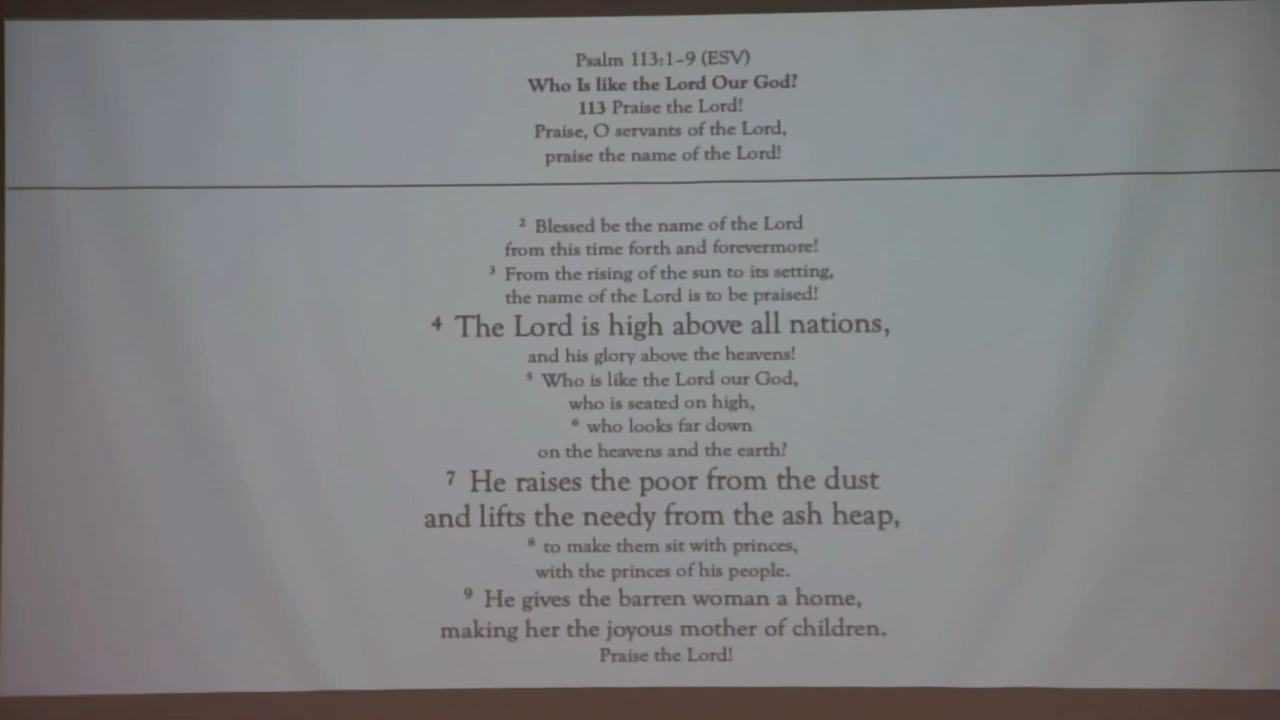 Psalm 113:1–9 (ESV)
Who Is like the Lord Our God?
113 Praise the Lord!
Praise, O servants of the Lord,
praise the name of the Lord!
2 Blessed be the name of the Lord
from this time forth and forevermore!
3 From the rising of the sun to its setting,
the name of the Lord is to be praised!
4 The Lord is high above all nations,
and his glory above the heavens!
5 Who is like the Lord our God,
who is seated on high,
6 who looks far down
on the heavens and the earth?
7 He raises the poor from the dust
and lifts the needy from the ash heap,
8 to make them sit with princes,
with the princes of his people.
9 He gives the barren woman a home,
making her the joyous mother of children.
Praise the Lord!